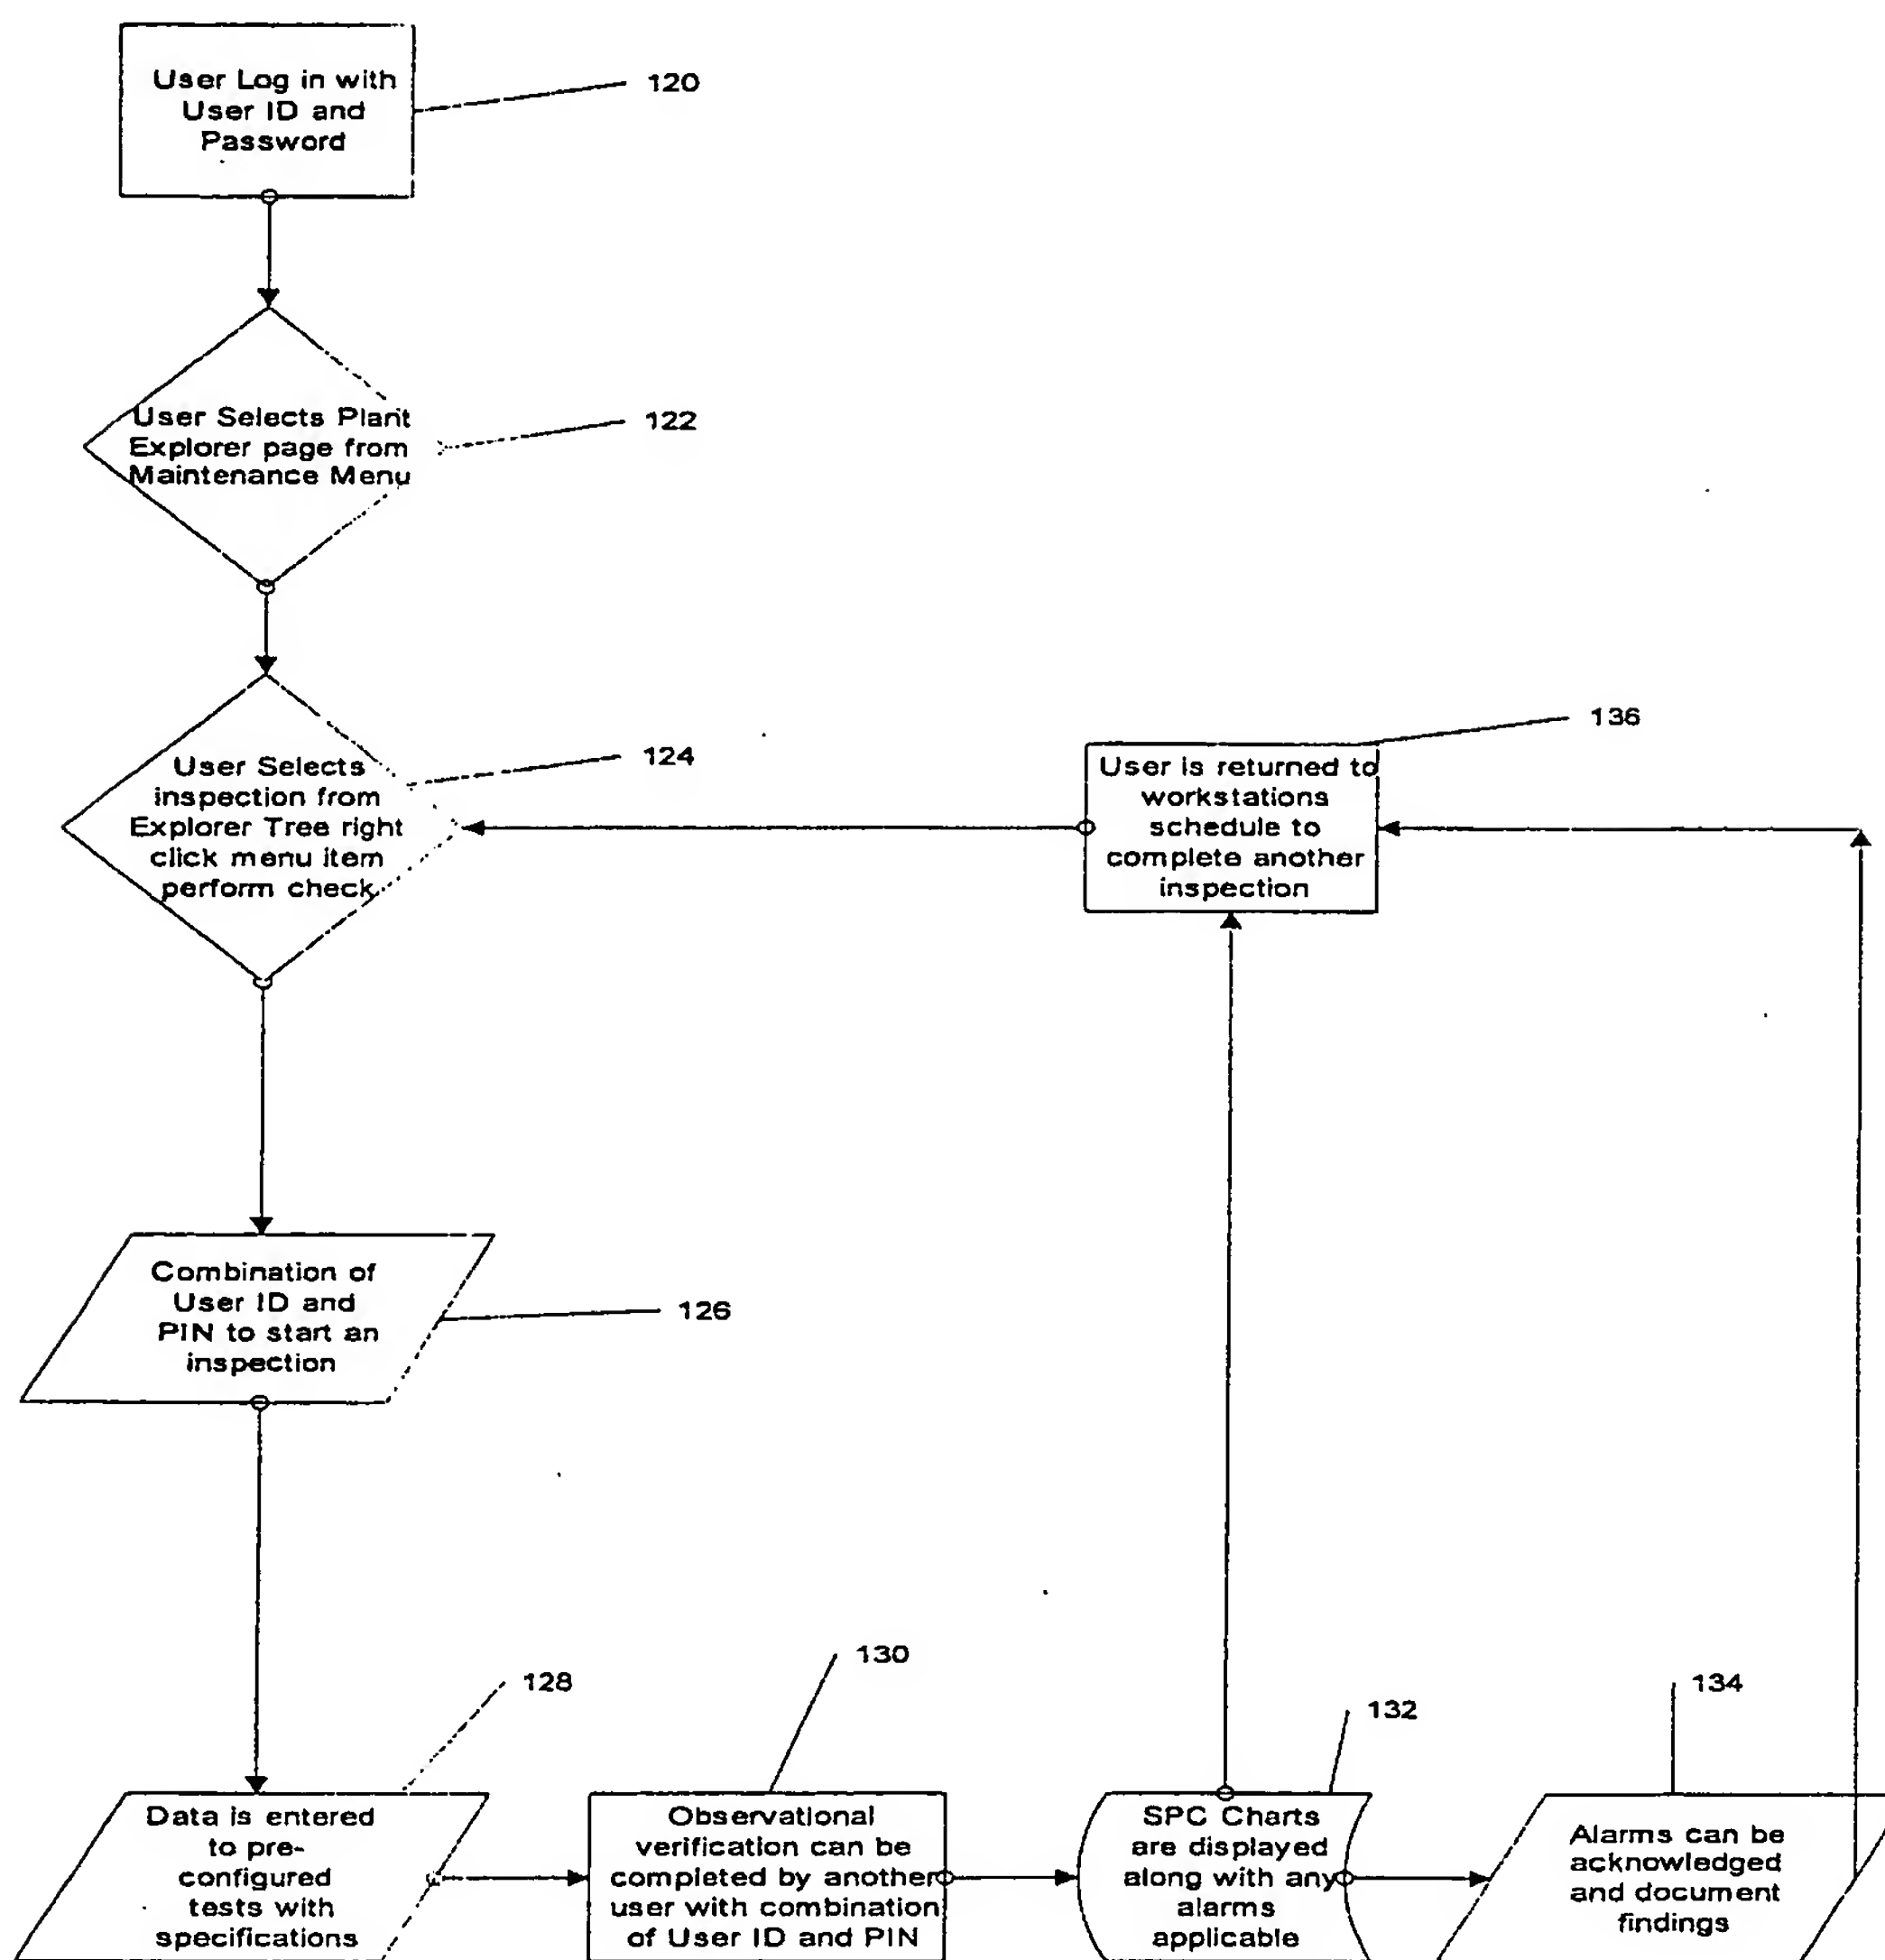 User Log in with
User ID and
Password
120
User Selects Plant
Explorer page from
Maintenance Menu
122
User Selects
inspection from
Explorer Tree right
click menu item
perform check
124
User is returned to
workstations
schedule to
complete another
inspection
136
Combination of
User ID and
PIN to start an
inspection
126
Data is entered
to pre-
configured
tests with
specifications
128
Observational
verification can be
completed by another
user with combination
of User ID and PIN
130
SPC Charts
are displayed
along with any
alarms
applicable
132
Alarms can be
acknowledged
and document
findings
134